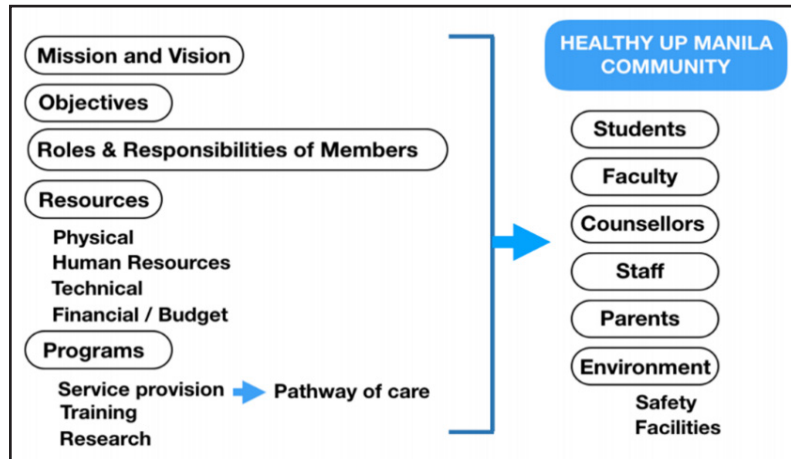 Mission and Vision
Objectives
Roles & Responsibilities of Members
Resources
Physical
Human Resources
Technical
Financial / Budget
Programs
Service provision
Pathway of care
Training
Research
HEALTHY UP MANILA
COMMUNITY
Students
Faculty
Counsellors
Staff
Parents
Environment
Safety
Facilities